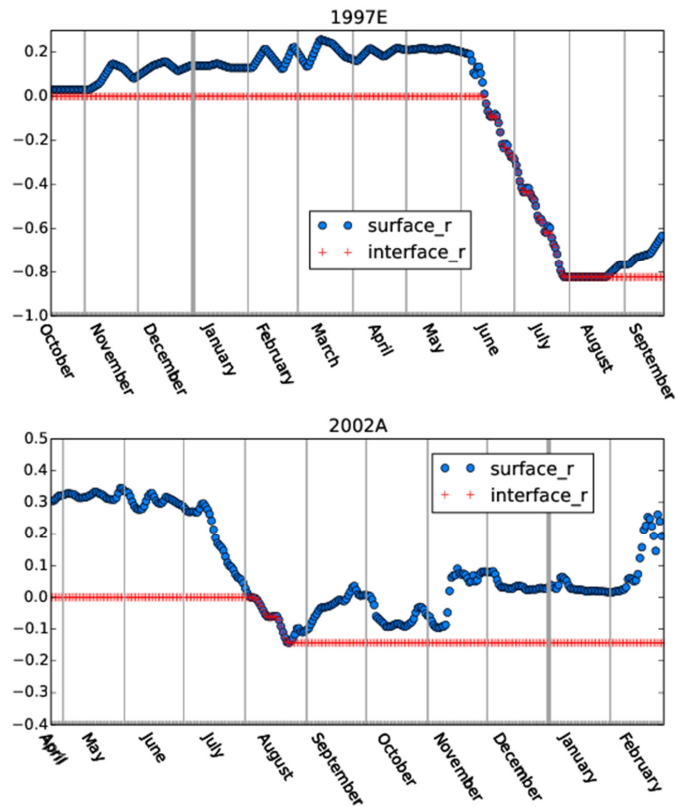 1997E
0.2
0.0
−0.2
−0.4
−0.6
−0.8
−1.0
surface_r
interface_r
October
November
December
January
February
March
April
May
June
July
August
September
2002A
0.5
0.4
0.3
0.2
0.1
0.0
−0.1
−0.2
−0.3
−0.4
surface_r
interface_r
April
May
June
July
August
September
October
November
December
January
February